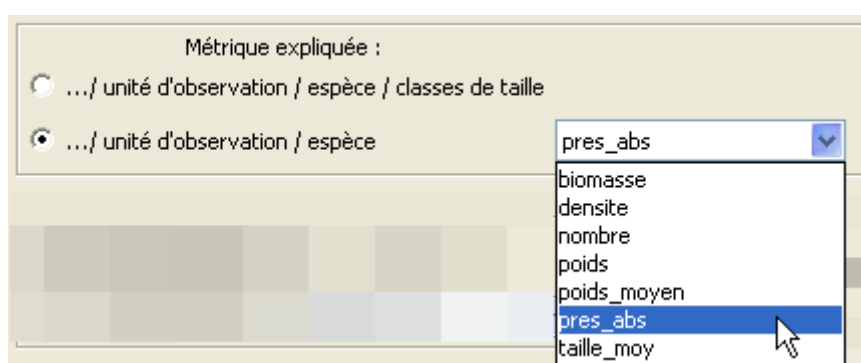 Métrique expliquée :
.../ unité d'observation / espèce / classes de taille
.../ unité d'observation / espèce
pres_abs
biomasse
densite
nombre
poids
poids_moyen
pres_abs
taille_moy